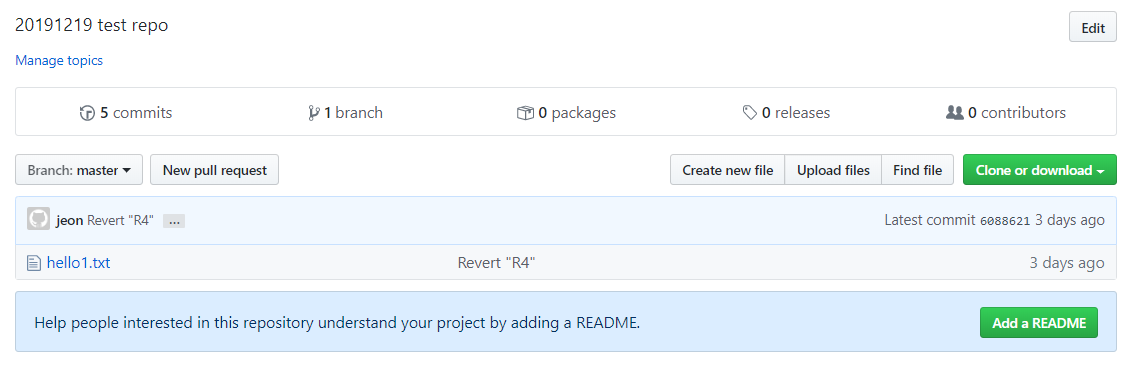 20191219 test repo
Edit
Manage topics
5 commits
1 branch
0 packages
0 releases
0 contributors
Branch: master
New pull request
Create new file
Upload files
Find file
Clone or download
jeon Revert "R4" ...
Latest commit 6088621 3 days ago
hello1.txt
Revert "R4"
3 days ago
Help people interested in this repository understand your project by adding a README.
Add a README